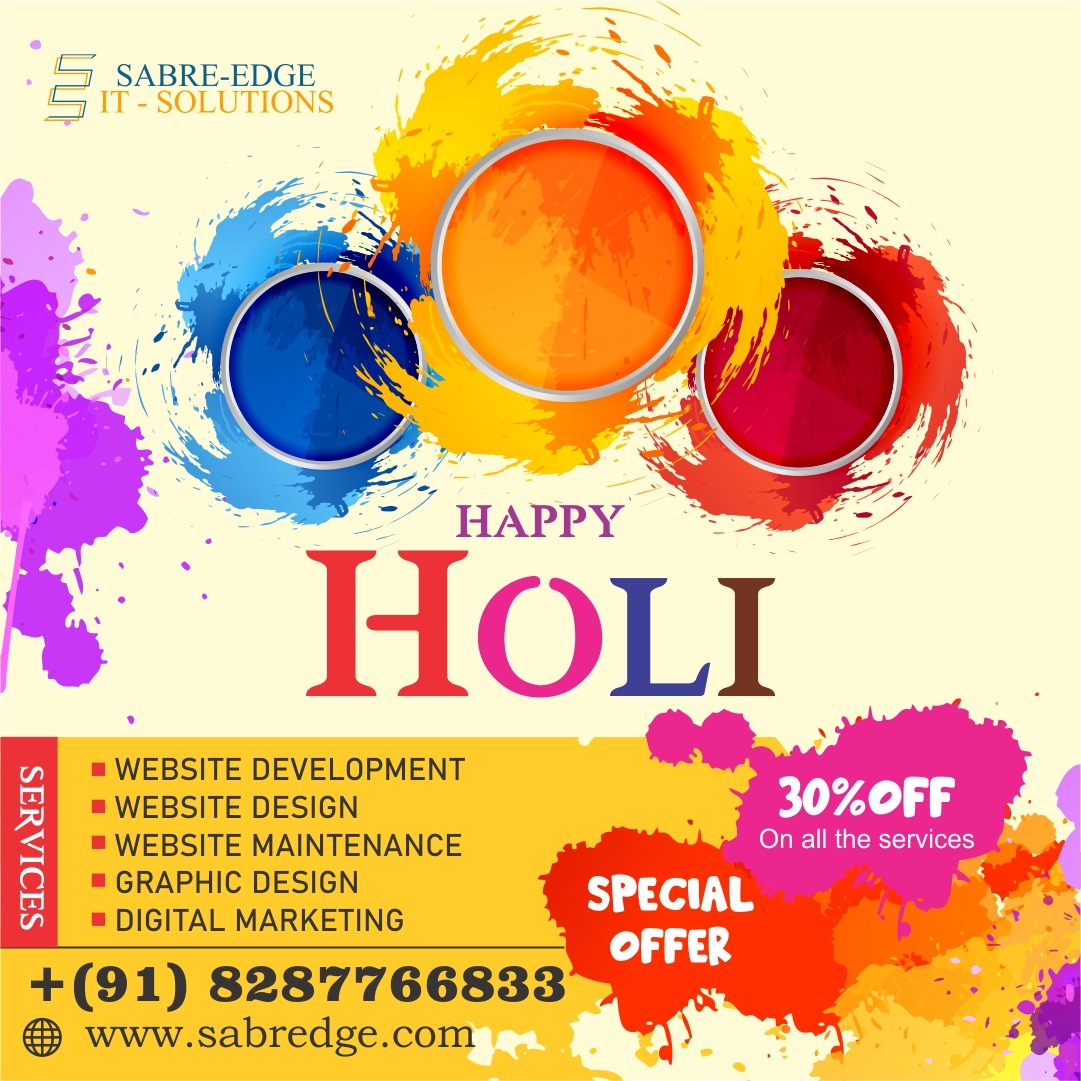 SABRE-EDGE
IT - SOLUTIONS
HAPPY
HOLI
SERVICES
WEBSITE DEVELOPMENT
WEBSITE DESIGN
WEBSITE MAINTENANCE
GRAPHIC DESIGN
DIGITAL MARKETING
30%OFF
On all the services
SPECIAL
OFFER
+(91) 8287766833
www.sabredge.com